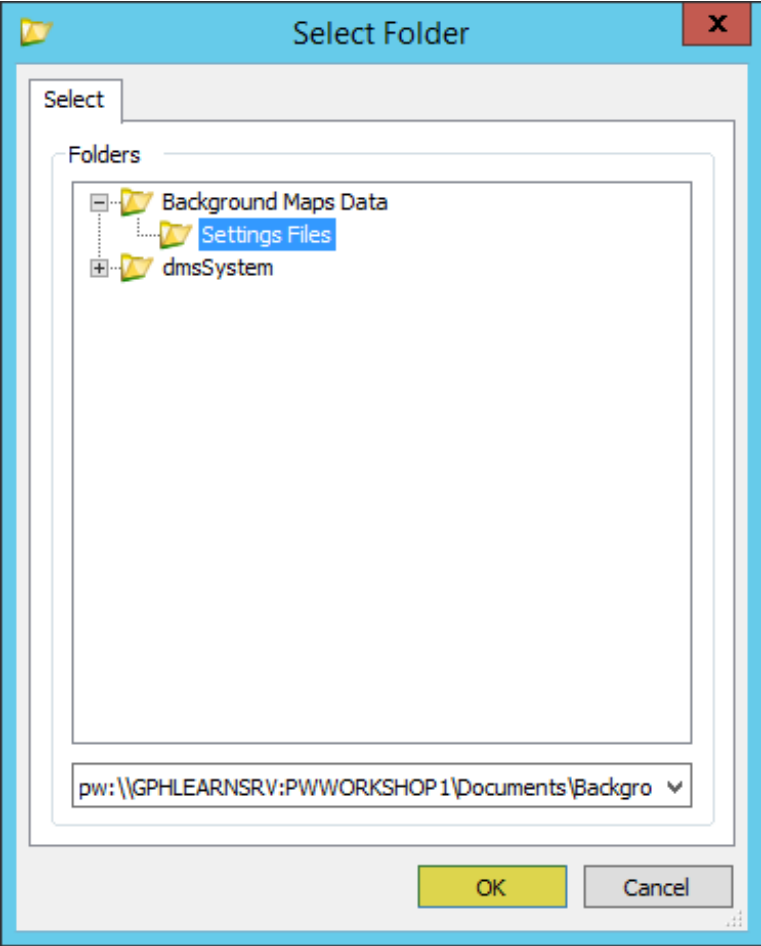 Select Folder
x
Select
Folders
Background Maps Data
Settings Files
dmsSystem
pw:\\GPHLEARNSRV:PWWORKSHOP1\Documents\Backgro
OK
Cancel